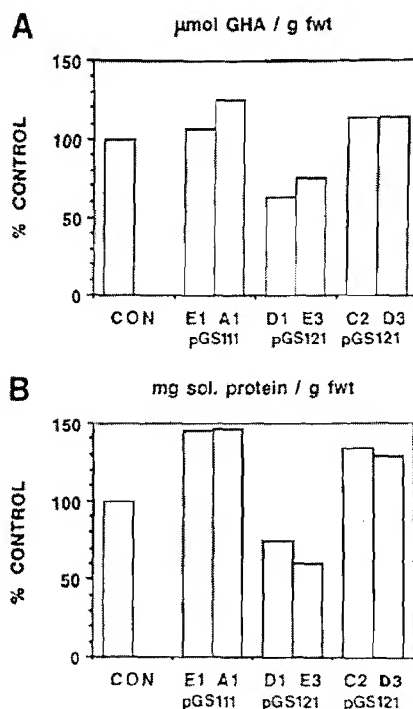 A
µmol GHA / g fwt
150
100
50
0
% CONTROL
CON E1 A1 D1 E3 C2 D3
pGS111 pGS121 pGS121
B
mg sol. protein / g fwt
150
100
50
0
% CONTROL
CON E1 A1 D1 E3 C2 D3
pGS111 pGS121 pGS121